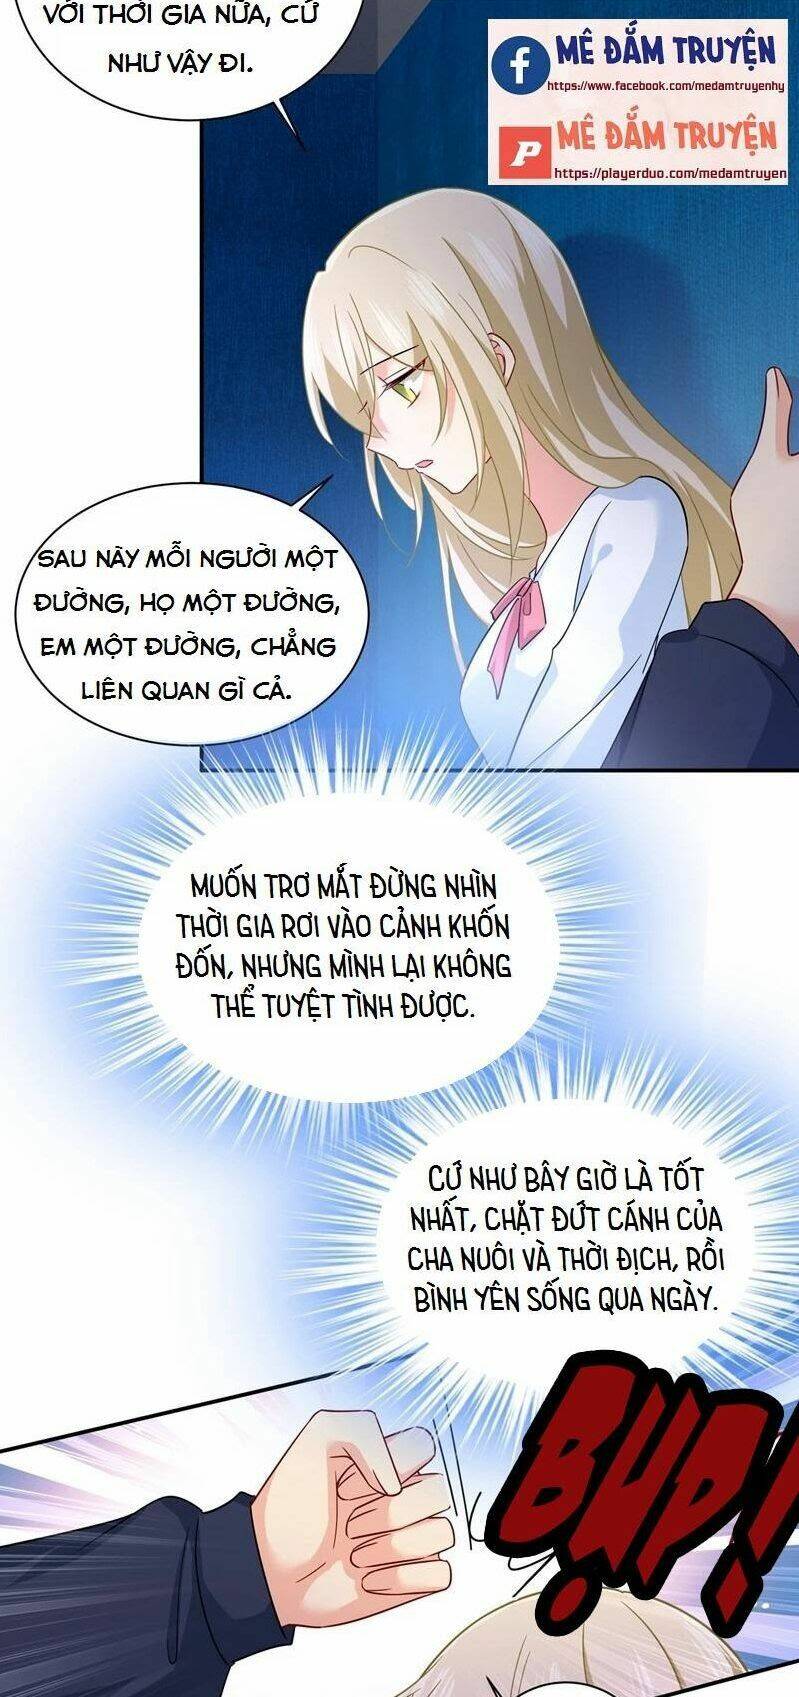 VỚI THỜI GIA NỮA, CỨ
NHƯ VẬY ĐI.
MÊ ĐẮM TRUYỆN
https://www.facebook.com/medamtruyenhy
MÊ ĐẮM TRUYỆN
https://playerduo.com/medamtruyen
SAU NÀY MỖI NGƯỜI MỘT
ĐƯỜNG, HỌ MỘT ĐƯỜNG,
EM MỘT ĐƯỜNG, CHẲNG
LIÊN QUAN GÌ CẢ.
MUỐN TRƠ MẮT ĐỨNG NHÌN
THỜI GIA RƠI VÀO CẢNH KHỐN
ĐỐN, NHƯNG MÌNH LẠI KHÔNG
THỂ TUYỆT TÌNH ĐƯỢC.
CỨ NHƯ BÂY GIỜ LÀ TỐT
NHẤT, CHẶT ĐỨT CÁNH CỦA
CHA NUÔI VÀ THỜI ĐỊCH, RỒI
BÌNH YÊN SỐNG QUA NGÀY.
BỤP!